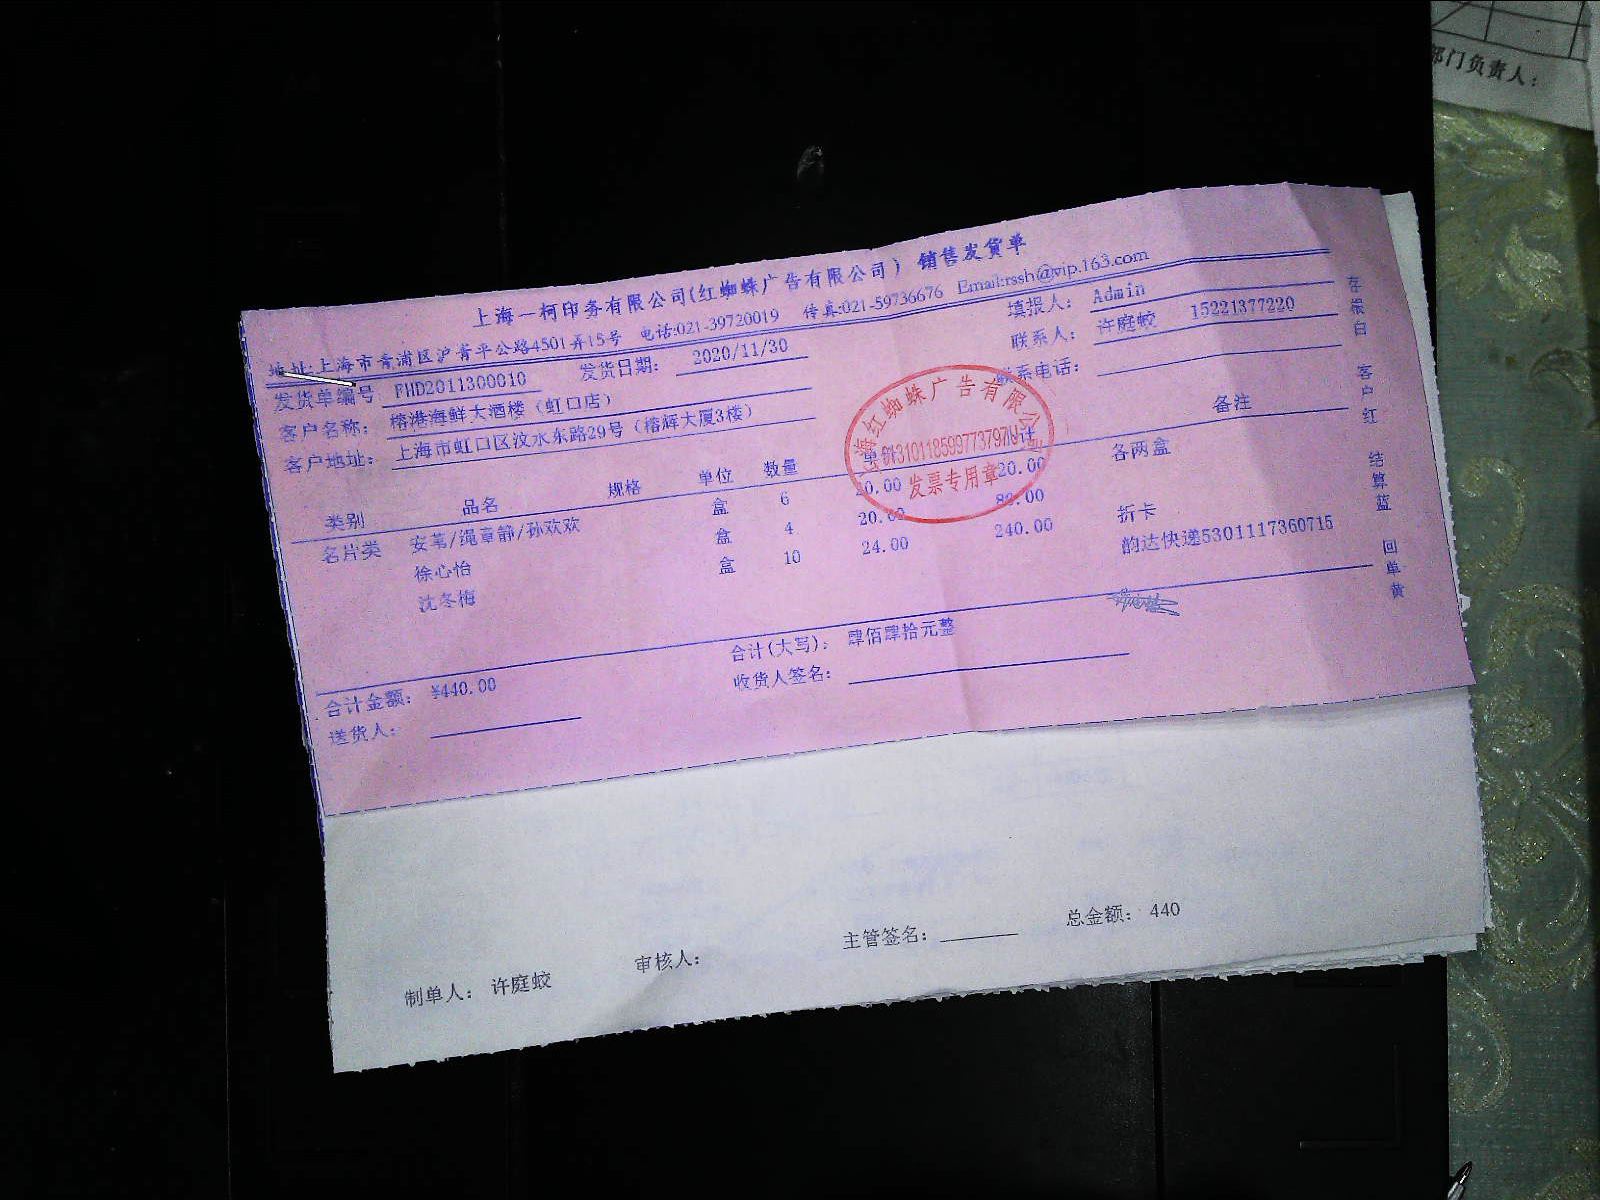 部门负责人：
上海一柯印务有限公司(红蜘蛛广告有限公司) 销售发货单
地址:上海市青浦区沪青平公路4501弄15号 电话:021-39720019 传真:021-59736676 Email:rssh@vip.163.com
发货单编号 FHD2011300010 发货日期: 2020/11/30 填报人: Admin
客户名称: 榕港海鲜大酒楼（虹口店） 联系人: 许庭蛟 15221377220
客户地址: 上海市虹口区汶水东路29号（榕辉大厦3楼） 联系电话:
类别 品名 规格 单位 数量 单价 备注
名片类 安苇/绳章静/孙欢欢 盒 6 20.00 20.00 各两盒
徐心怡 盒 4 20.00 80.00
沈冬梅 盒 10 24.00 240.00 折卡
韵达快递5301117360715
红蜘蛛广告有限公司
310118599773797
发票专用章
合计金额: ¥440.00 合计(大写): 肆佰肆拾元整
送货人: 收货人签名:
存根白 客户红 结算蓝 回单黄
制单人： 许庭蛟 审核人： 主管签名： 总金额： 440